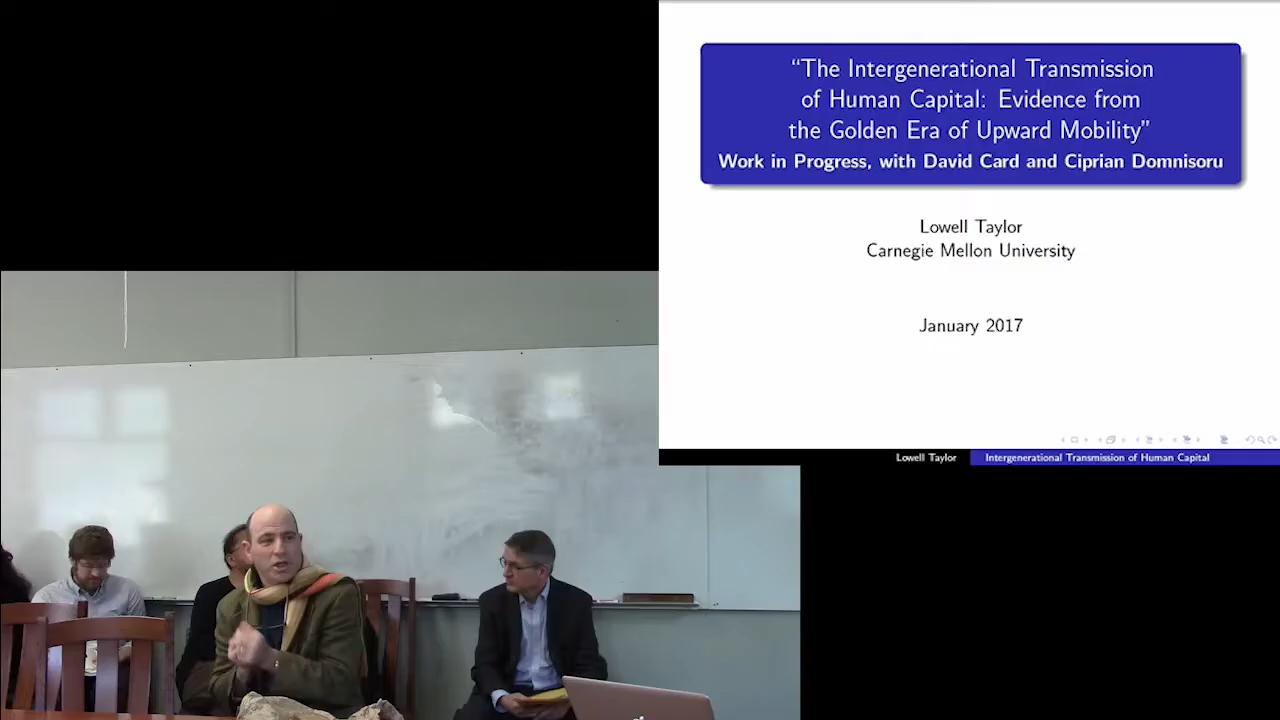 “The Intergenerational Transmission
of Human Capital: Evidence from
the Golden Era of Upward Mobility”
Work in Progress, with David Card and Ciprian Domnisoru
Lowell Taylor
Carnegie Mellon University
January 2017
Lowell Taylor
Intergenerational Transmission of Human Capital